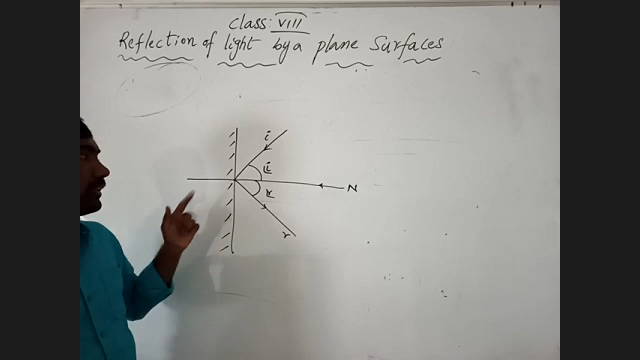 class: VIII
Reflection of light by a plane Surfaces
i
∠i
∠r
N
r